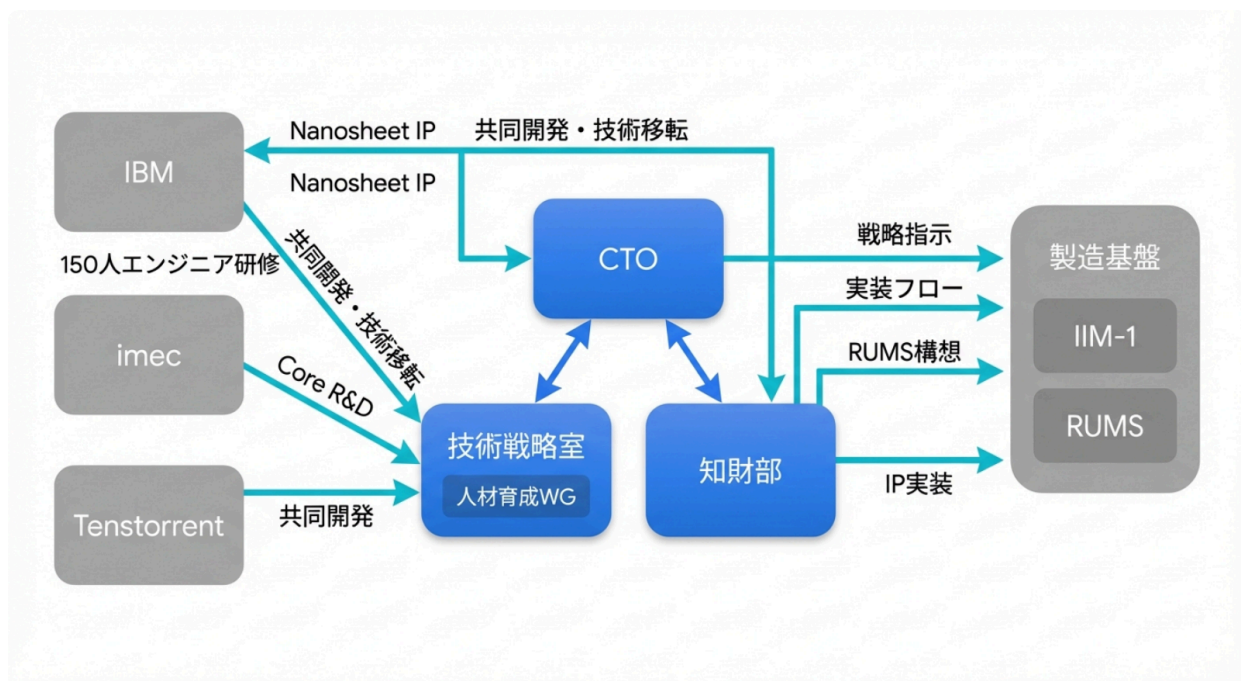 Nanosheet IP
共同開発・技術移転
IBM
Nanosheet IP
150人エンジニア研修
共同開発・技術移転
imec
Core R&D
Tenstorrent
共同開発
CTO
技術戦略室
人材育成WG
知財部
戦略指示
実装フロー
RUMS構想
IP実装
製造基盤
IIM-1
RUMS